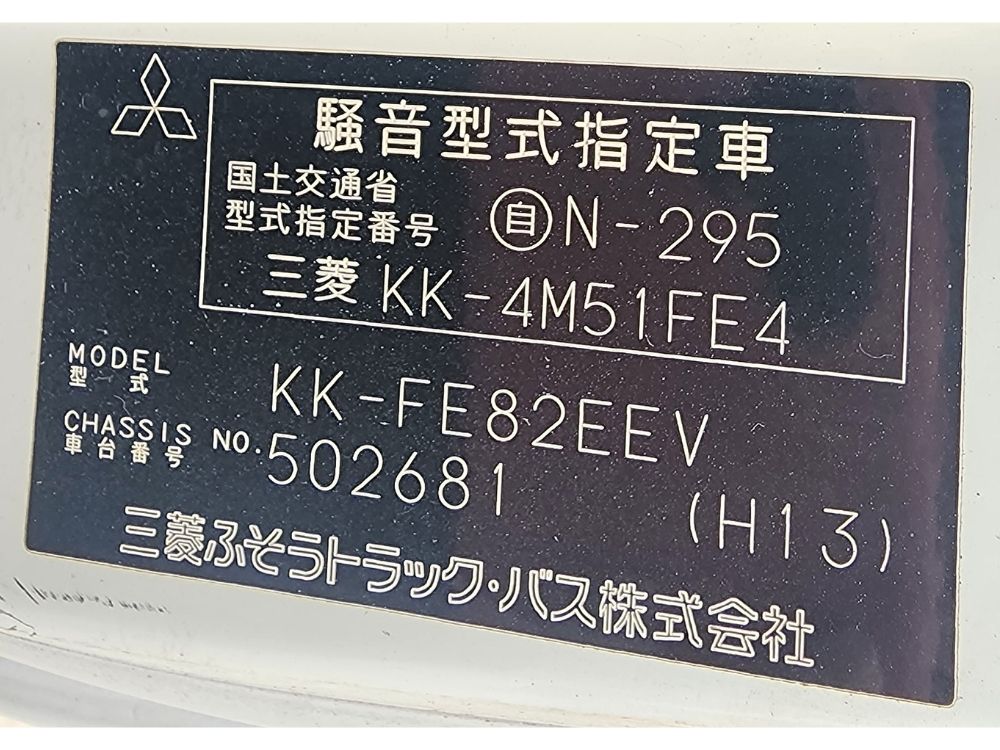 騒音型式指定車
国土交通省
型式指定番号 自N-295
三菱 KK-4M51FE4
MODEL
型式 KK-FE82EEV
CHASSIS NO.
車台番号 502681
(H13)
三菱ふそうトラック・バス株式会社